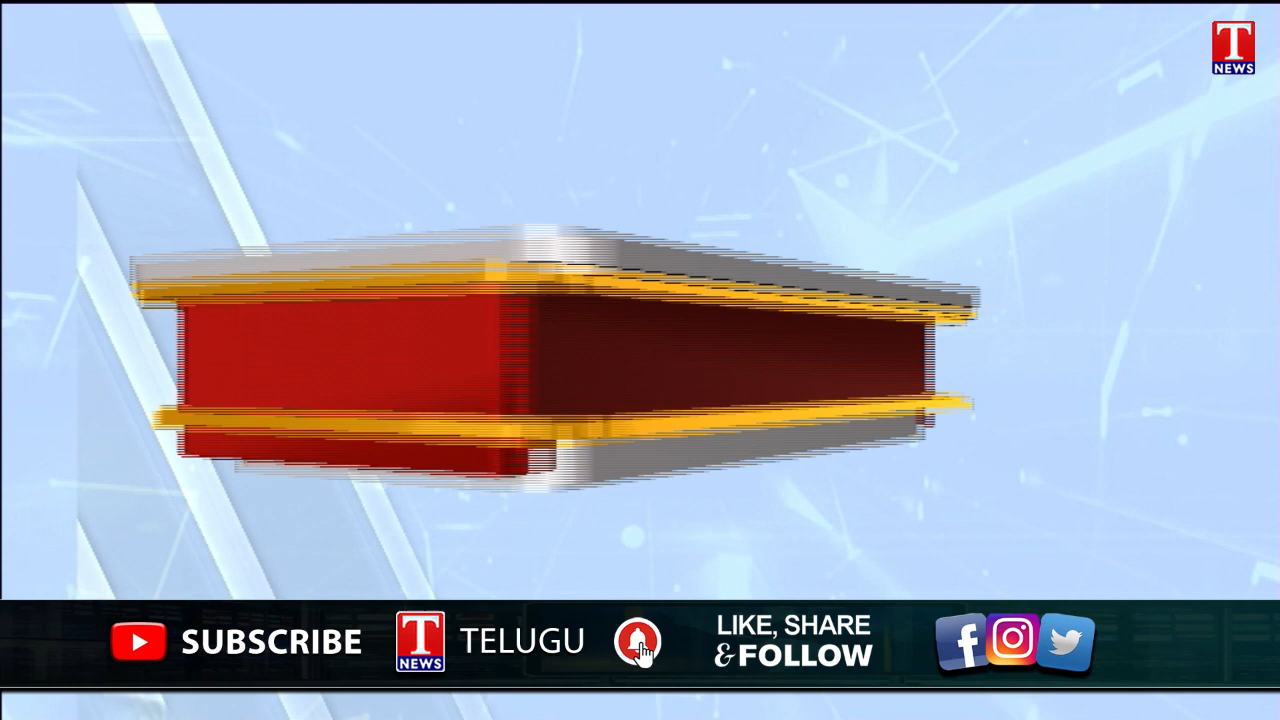 T
NEWS
SUBSCRIBE
T
NEWS
TELUGU
LIKE, SHARE
& FOLLOW
f